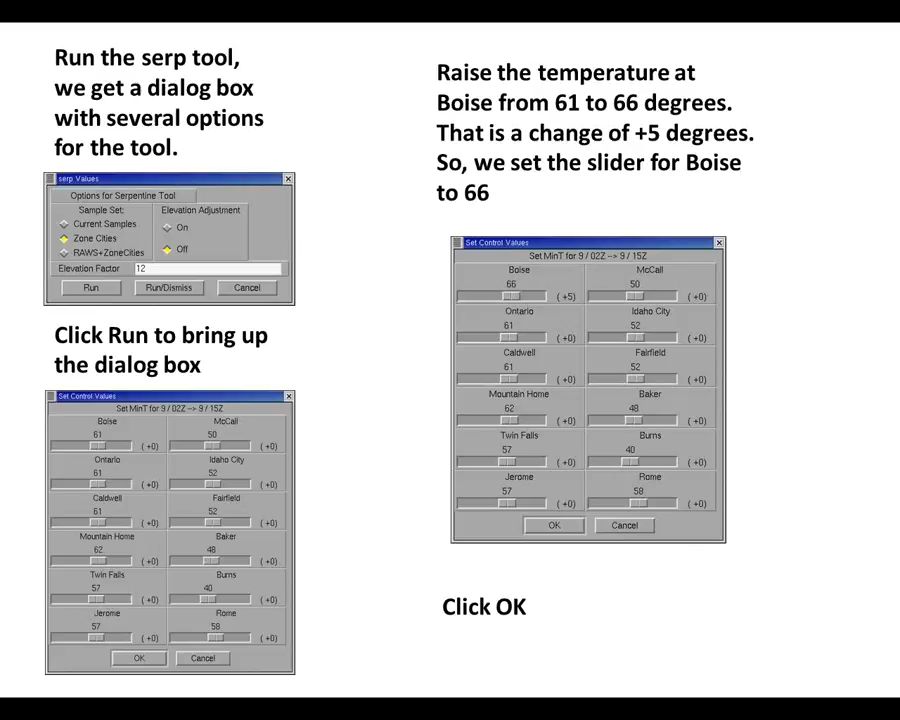 Run the serp tool,
we get a dialog box
with several options
for the tool.
serp Values
Options for Serpentine Tool
Sample Set:
Current Samples
Zone Cities
RAWS+ZoneCities
Elevation Adjustment
On
Off
Elevation Factor 12
Run Run/Dismiss Cancel
Click Run to bring up
the dialog box
Set Control Values
Set MinT for 9 / 02Z --> 9 / 15Z
Boise McCall
61 50
( +0) ( +0)
Ontario Idaho City
61 52
( +0) ( +0)
Caldwell Fairfield
61 52
( +0) ( +0)
Mountain Home Baker
62 48
( +0) ( +0)
Twin Falls Burns
57 40
( +0) ( +0)
Jerome Rome
57 58
( +0) ( +0)
OK Cancel
Raise the temperature at
Boise from 61 to 66 degrees.
That is a change of +5 degrees.
So, we set the slider for Boise
to 66
Set Control Values
Set MinT for 9 / 02Z --> 9 / 15Z
Boise McCall
66 50
( +5) ( +0)
Ontario Idaho City
61 52
( +0) ( +0)
Caldwell Fairfield
61 52
( +0) ( +0)
Mountain Home Baker
62 48
( +0) ( +0)
Twin Falls Burns
57 40
( +0) ( +0)
Jerome Rome
57 58
( +0) ( +0)
OK Cancel
Click OK